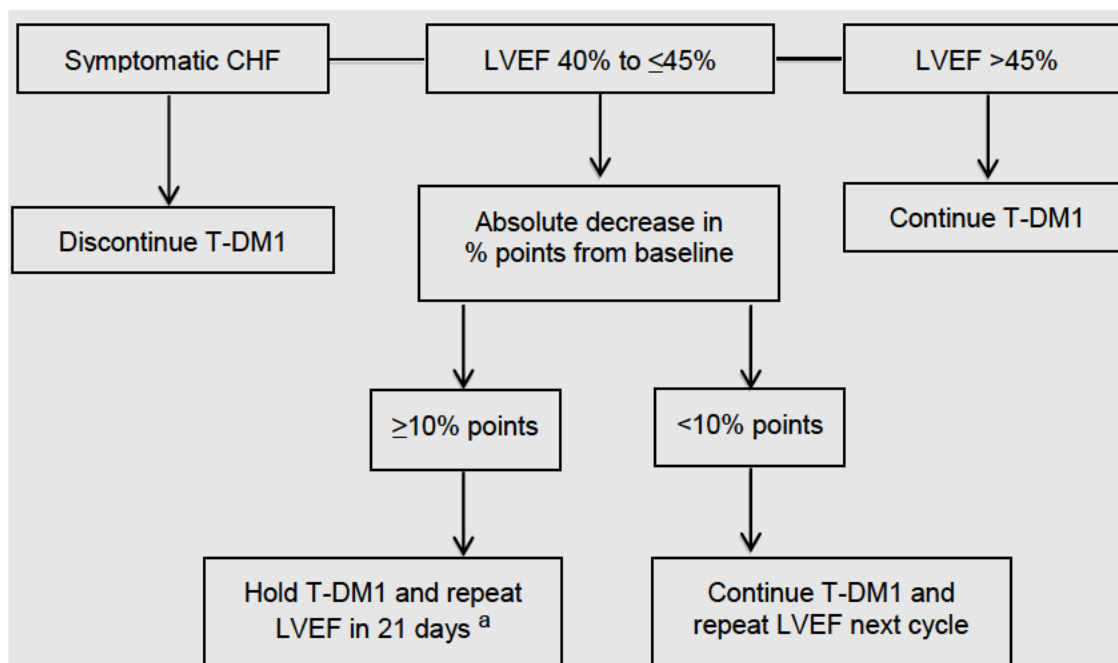 Symptomatic CHF
LVEF 40% to ≤45%
LVEF >45%
Discontinue T-DM1
Absolute decrease in
% points from baseline
Continue T-DM1
≥10% points
<10% points
Hold T-DM1 and repeat
LVEF in 21 days a
Continue T-DM1 and
repeat LVEF next cycle